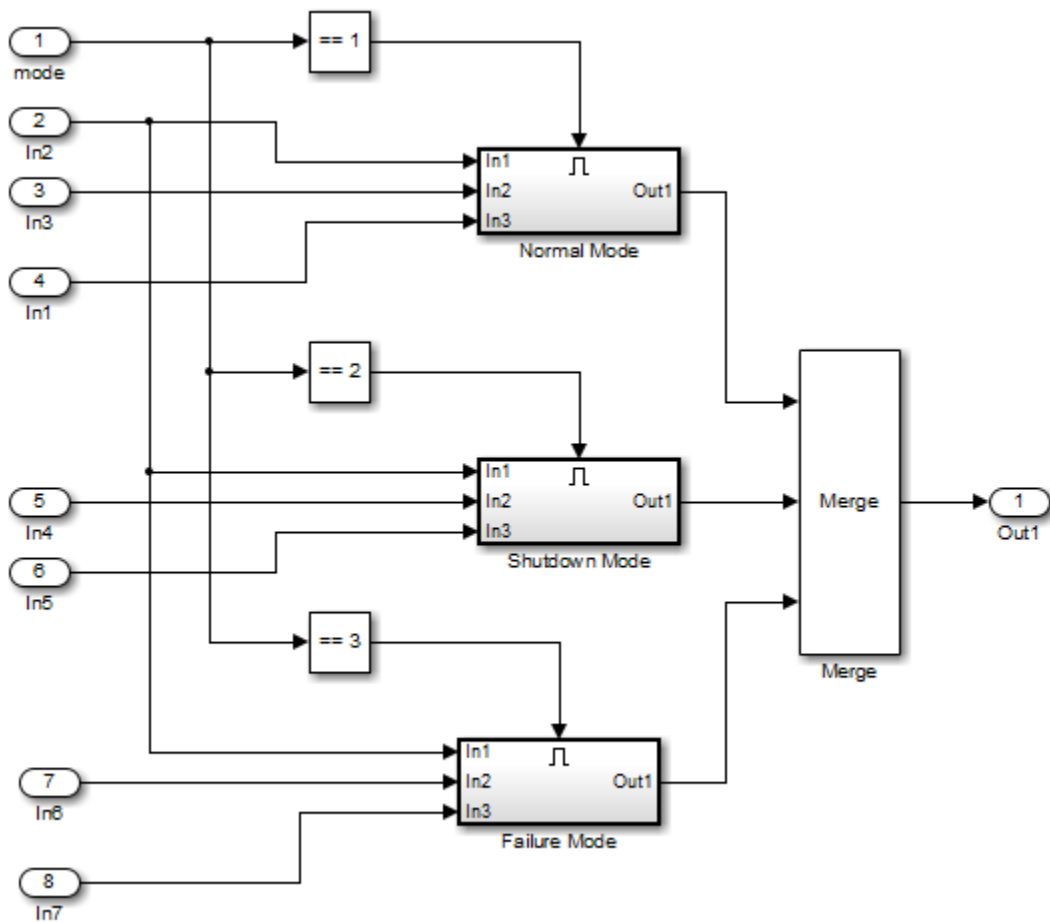 1
mode
== 1
2
In2
3
In3
4
In1
In1
In2
In3
Out1
Normal Mode
== 2
5
In4
6
In5
In1
In2
In3
Out1
Shutdown Mode
== 3
7
In6
8
In7
In1
In2
In3
Out1
Failure Mode
Merge
Merge
1
Out1